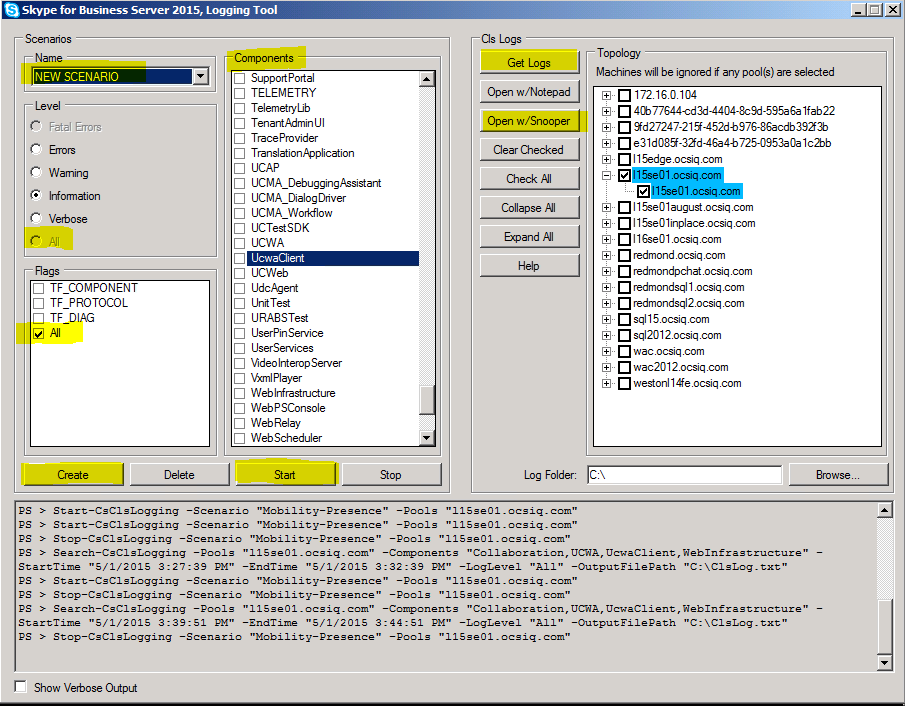 Skype for Business Server 2015, Logging Tool
Scenarios
Name
NEW SCENARIO
Level
Fatal Errors
Errors
Warning
Information
Verbose
All
Flags
TF_COMPONENT
TF_PROTOCOL
TF_DIAG
All
Components
SupportPortal
TELEMETRY
TelemetryLib
TenantAdminUI
TraceProvider
TranslationApplication
UCAP
UCMA_DebuggingAssistant
UCMA_DialogDriver
UCMA_Workflow
UCTestSDK
UCWA
UcwaClient
UCWeb
UdcAgent
UnitTest
URABSTest
UserPinService
UserServices
VideoInteropServer
VxmlPlayer
WebInfrastructure
WebPSConsole
WebRelay
WebScheduler
Create
Delete
Start
Stop
Cls Logs
Get Logs
Open w/Notepad
Open w/Snooper
Clear Checked
Check All
Collapse All
Expand All
Help
Topology
Machines will be ignored if any pool(s) are selected
172.16.0.104
40b77644-cd3d-4404-8c9d-595a6a1fab22
9fd27247-215f-452d-b976-86acdb392f3b
e31d085f-32fd-46a4-b725-0953a0a1c2bb
l15edge.ocsiq.com
l15se01.ocsiq.com
l15se01.ocsiq.com
l15se01august.ocsiq.com
l15se01inplace.ocsiq.com
l16se01.ocsiq.com
redmond.ocsiq.com
redmondpchat.ocsiq.com
redmondsql1.ocsiq.com
redmondsql2.ocsiq.com
sql15.ocsiq.com
sql2012.ocsiq.com
wac.ocsiq.com
wac2012.ocsiq.com
westonl14fe.ocsiq.com
Log Folder: C:\ Browse...
PS > Start-CsClsLogging -Scenario "Mobility-Presence" -Pools "l15se01.ocsiq.com"
PS > Start-CsClsLogging -Scenario "Mobility-Presence" -Pools "l15se01.ocsiq.com"
PS > Stop-CsClsLogging -Scenario "Mobility-Presence" -Pools "l15se01.ocsiq.com"
PS > Search-CsClsLogging -Pools "l15se01.ocsiq.com" -Components "Collaboration,UCWA,UcwaClient,WebInfrastructure" -
StartTime "5/1/2015 3:27:39 PM" -EndTime "5/1/2015 3:32:39 PM" -LogLevel "All" -OutputFilePath "C:\ClsLog.txt"
PS > Start-CsClsLogging -Scenario "Mobility-Presence" -Pools "l15se01.ocsiq.com"
PS > Stop-CsClsLogging -Scenario "Mobility-Presence" -Pools "l15se01.ocsiq.com"
PS > Search-CsClsLogging -Pools "l15se01.ocsiq.com" -Components "Collaboration,UCWA,UcwaClient,WebInfrastructure" -
StartTime "5/1/2015 3:39:51 PM" -EndTime "5/1/2015 3:44:51 PM" -LogLevel "All" -OutputFilePath "C:\ClsLog.txt"
PS > Stop-CsClsLogging -Scenario "Mobility-Presence" -Pools "l15se01.ocsiq.com"
Show Verbose Output